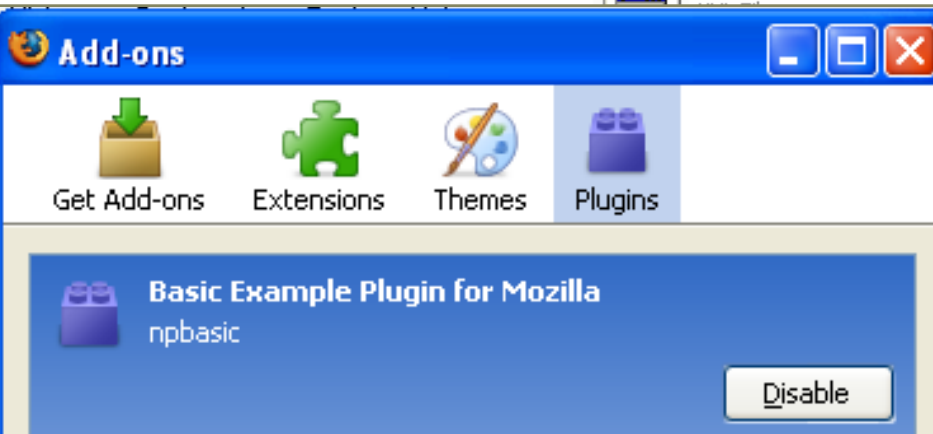 Add-ons
Get Add-ons Extensions Themes Plugins
Basic Example Plugin for Mozilla
npbasic
Disable